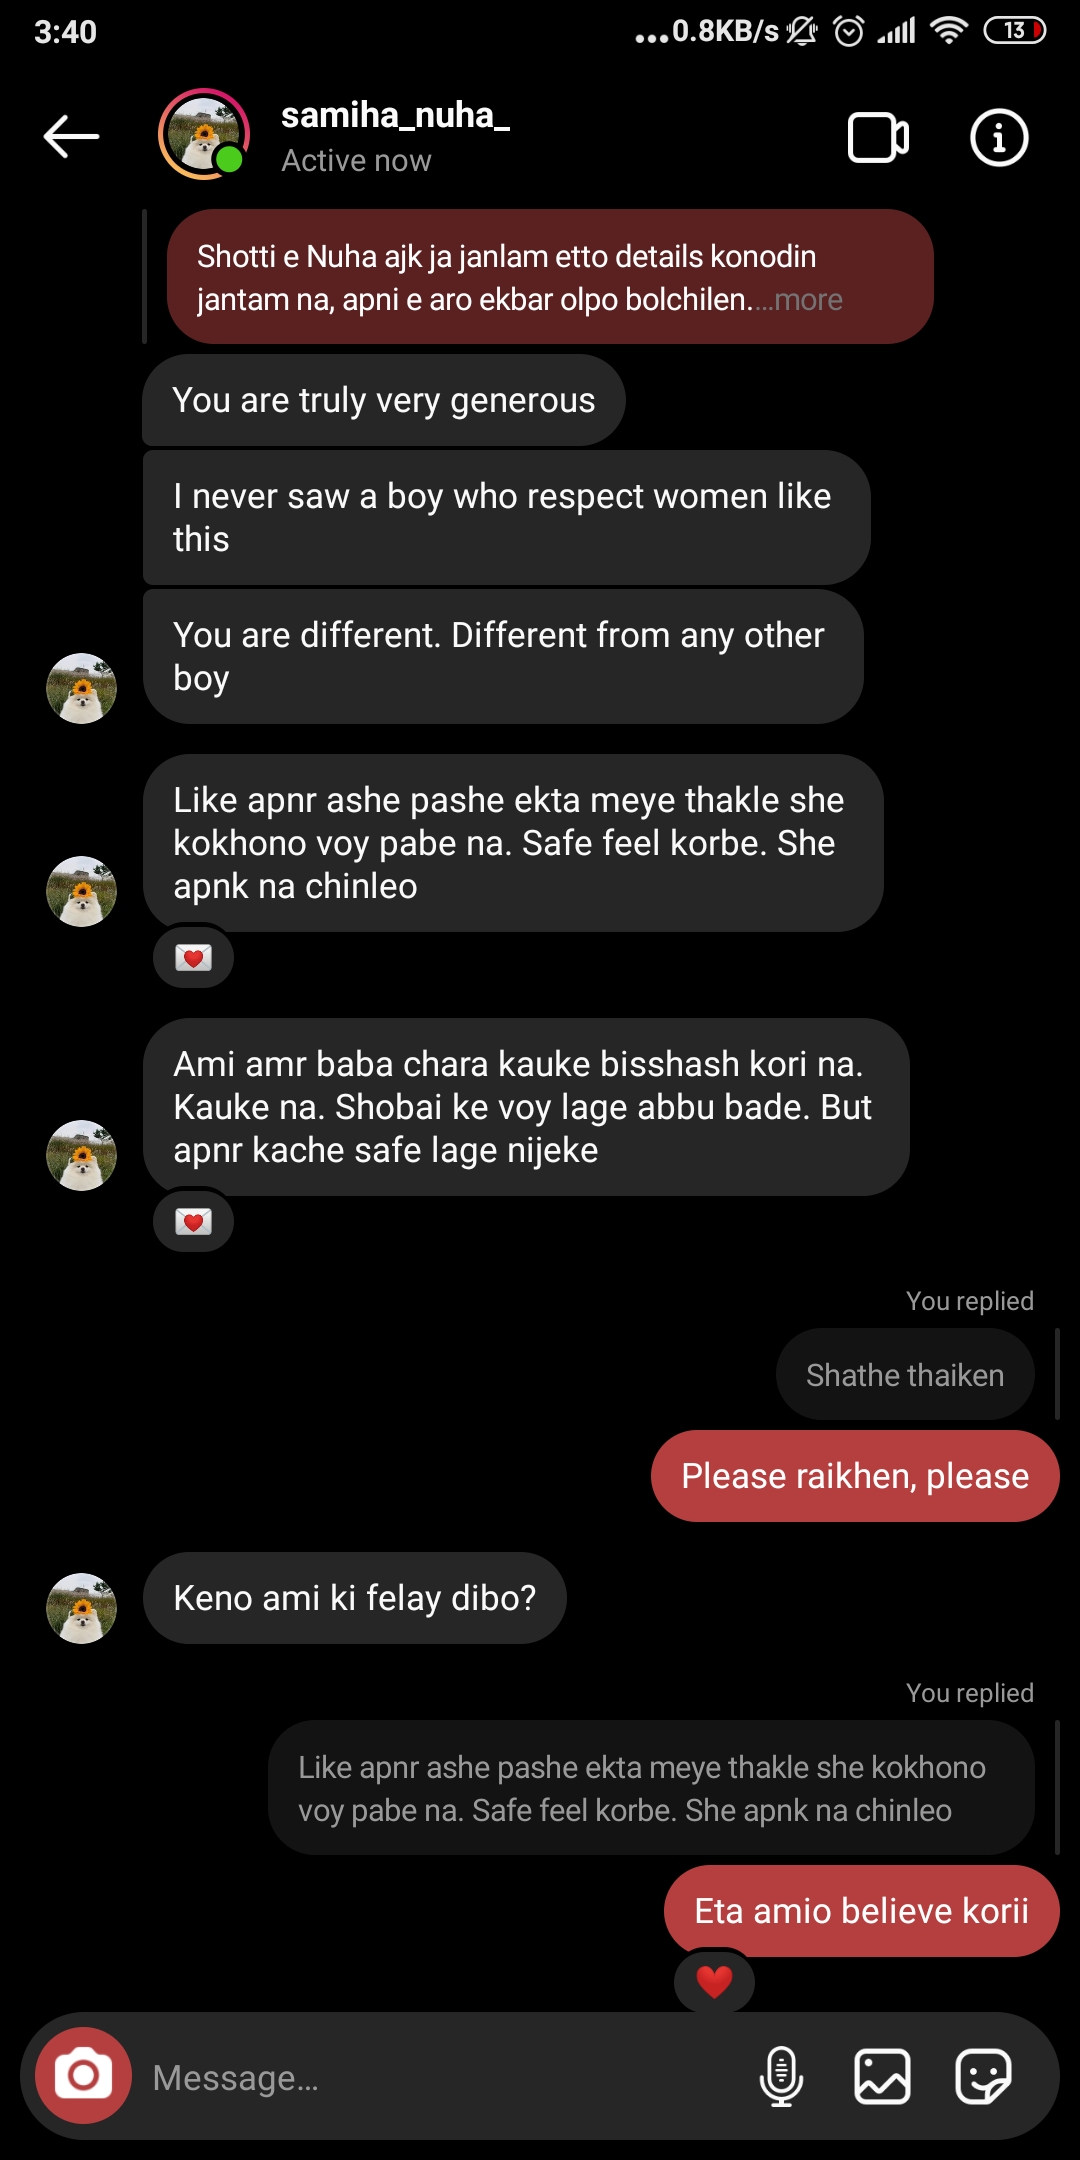 3:40
...0.8KB/s
13
samiha_nuha_
Active now
Shotti e Nuha ajk ja janlam etto details konodin
jantam na, apni e aro ekbar olpo bolchilen....more
You are truly very generous
I never saw a boy who respect women like
this
You are different. Different from any other
boy
Like apnr ashe pashe ekta meye thakle she
kokhono voy pabe na. Safe feel korbe. She
apnk na chinleo
Ami amr baba chara kauke bisshash kori na.
Kauke na. Shobai ke voy lage abbu bade. But
apnr kache safe lage nijeke
You replied
Shathe thaiken
Please raikhen, please
Keno ami ki felay dibo?
You replied
Like apnr ashe pashe ekta meye thakle she kokhono
voy pabe na. Safe feel korbe. She apnk na chinleo
Eta amio believe korii
Message...